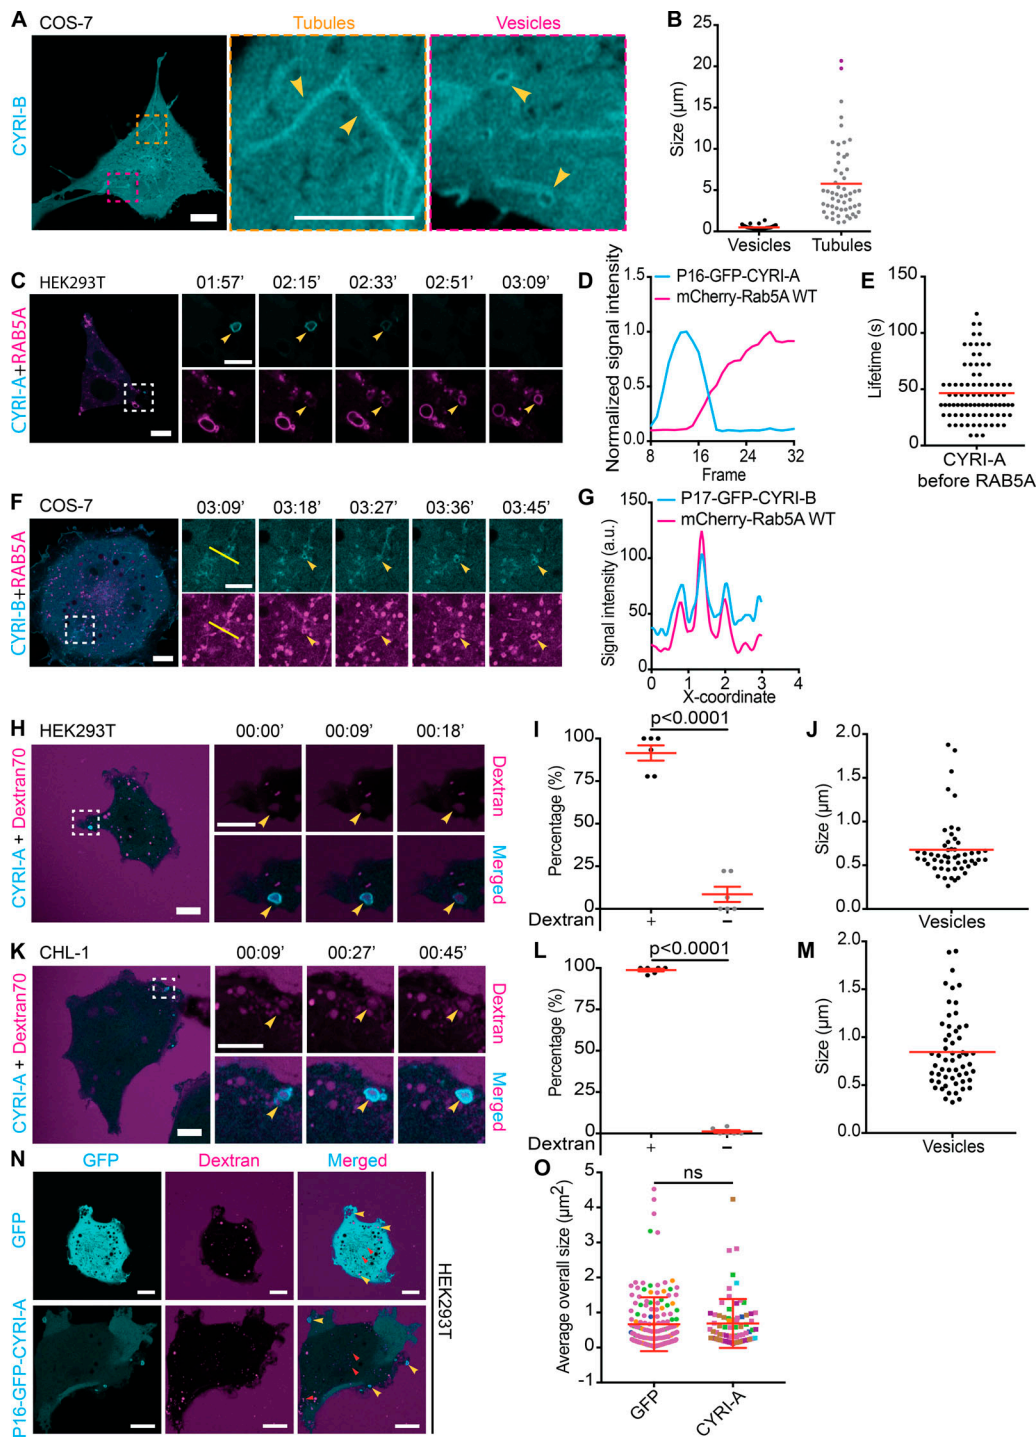 A
COS-7
Tubules
Vesicles
CYRI-B
B
Size (µm)
25
20
15
10
5
0
Vesicles
Tubules
C
HEK293T
01:57’
02:15’
02:33’
02:51’
03:09’
CYRI-A+RAB5A
D
P16-GFP-CYRI-A
mCherry-Rab5A WT
Normalized signal intensity
1.5
1.0
0.5
0.0
8
16
24
32
Frame
E
Lifetime (s)
150
100
50
0
CYRI-A
before RAB5A
F
COS-7
03:09’
03:18’
03:27’
03:36’
03:45’
CYRI-B+RAB5A
G
P17-GFP-CYRI-B
mCherry-Rab5A WT
Signal intensity (a.u.)
150
100
50
0
0
1
2
3
4
X-coordinate
H
HEK293T
00:00’
00:09’
00:18’
CYRI-A + Dextran70
Dextran
Merged
I
p<0.0001
Percentage (%)
100
75
50
25
0
Dextran
+
−
J
Size (µm)
2.0
1.5
1.0
0.5
0.0
Vesicles
K
CHL-1
00:09’
00:27’
00:45’
CYRI-A + Dextran70
Dextran
Merged
L
p<0.0001
Percentage (%)
100
75
50
25
0
Dextran
+
−
M
Size (µm)
2.0
1.5
1.0
0.5
0.0
Vesicles
N
GFP
Dextran
Merged
GFP
P16-GFP-CYRI-A
HEK293T
O
ns
Average overall size (µm²)
5
4
3
2
1
0
-1
GFP
CYRI-A